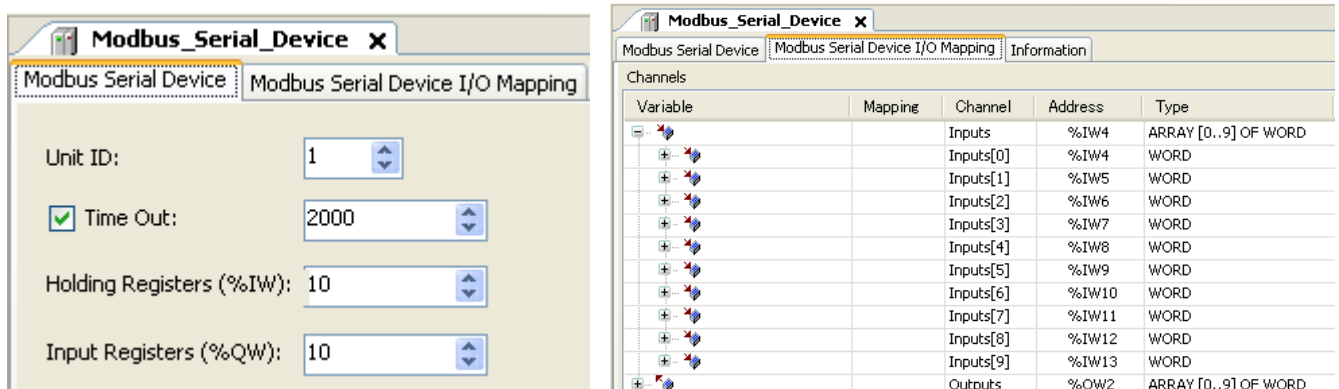 Modbus_Serial_Device x
Modbus Serial Device Modbus Serial Device I/O Mapping
Unit ID: 1
Time Out: 2000
Holding Registers (%IW): 10
Input Registers (%QW): 10
Modbus_Serial_Device x
Modbus Serial Device Modbus Serial Device I/O Mapping Information
Channels
Variable Mapping Channel Address Type
Inputs %IW4 ARRAY [0..9] OF WORD
Inputs[0] %IW4 WORD
Inputs[1] %IW5 WORD
Inputs[2] %IW6 WORD
Inputs[3] %IW7 WORD
Inputs[4] %IW8 WORD
Inputs[5] %IW9 WORD
Inputs[6] %IW10 WORD
Inputs[7] %IW11 WORD
Inputs[8] %IW12 WORD
Inputs[9] %IW13 WORD
Outputs %QW2 ARRAY [0..9] OF WORD